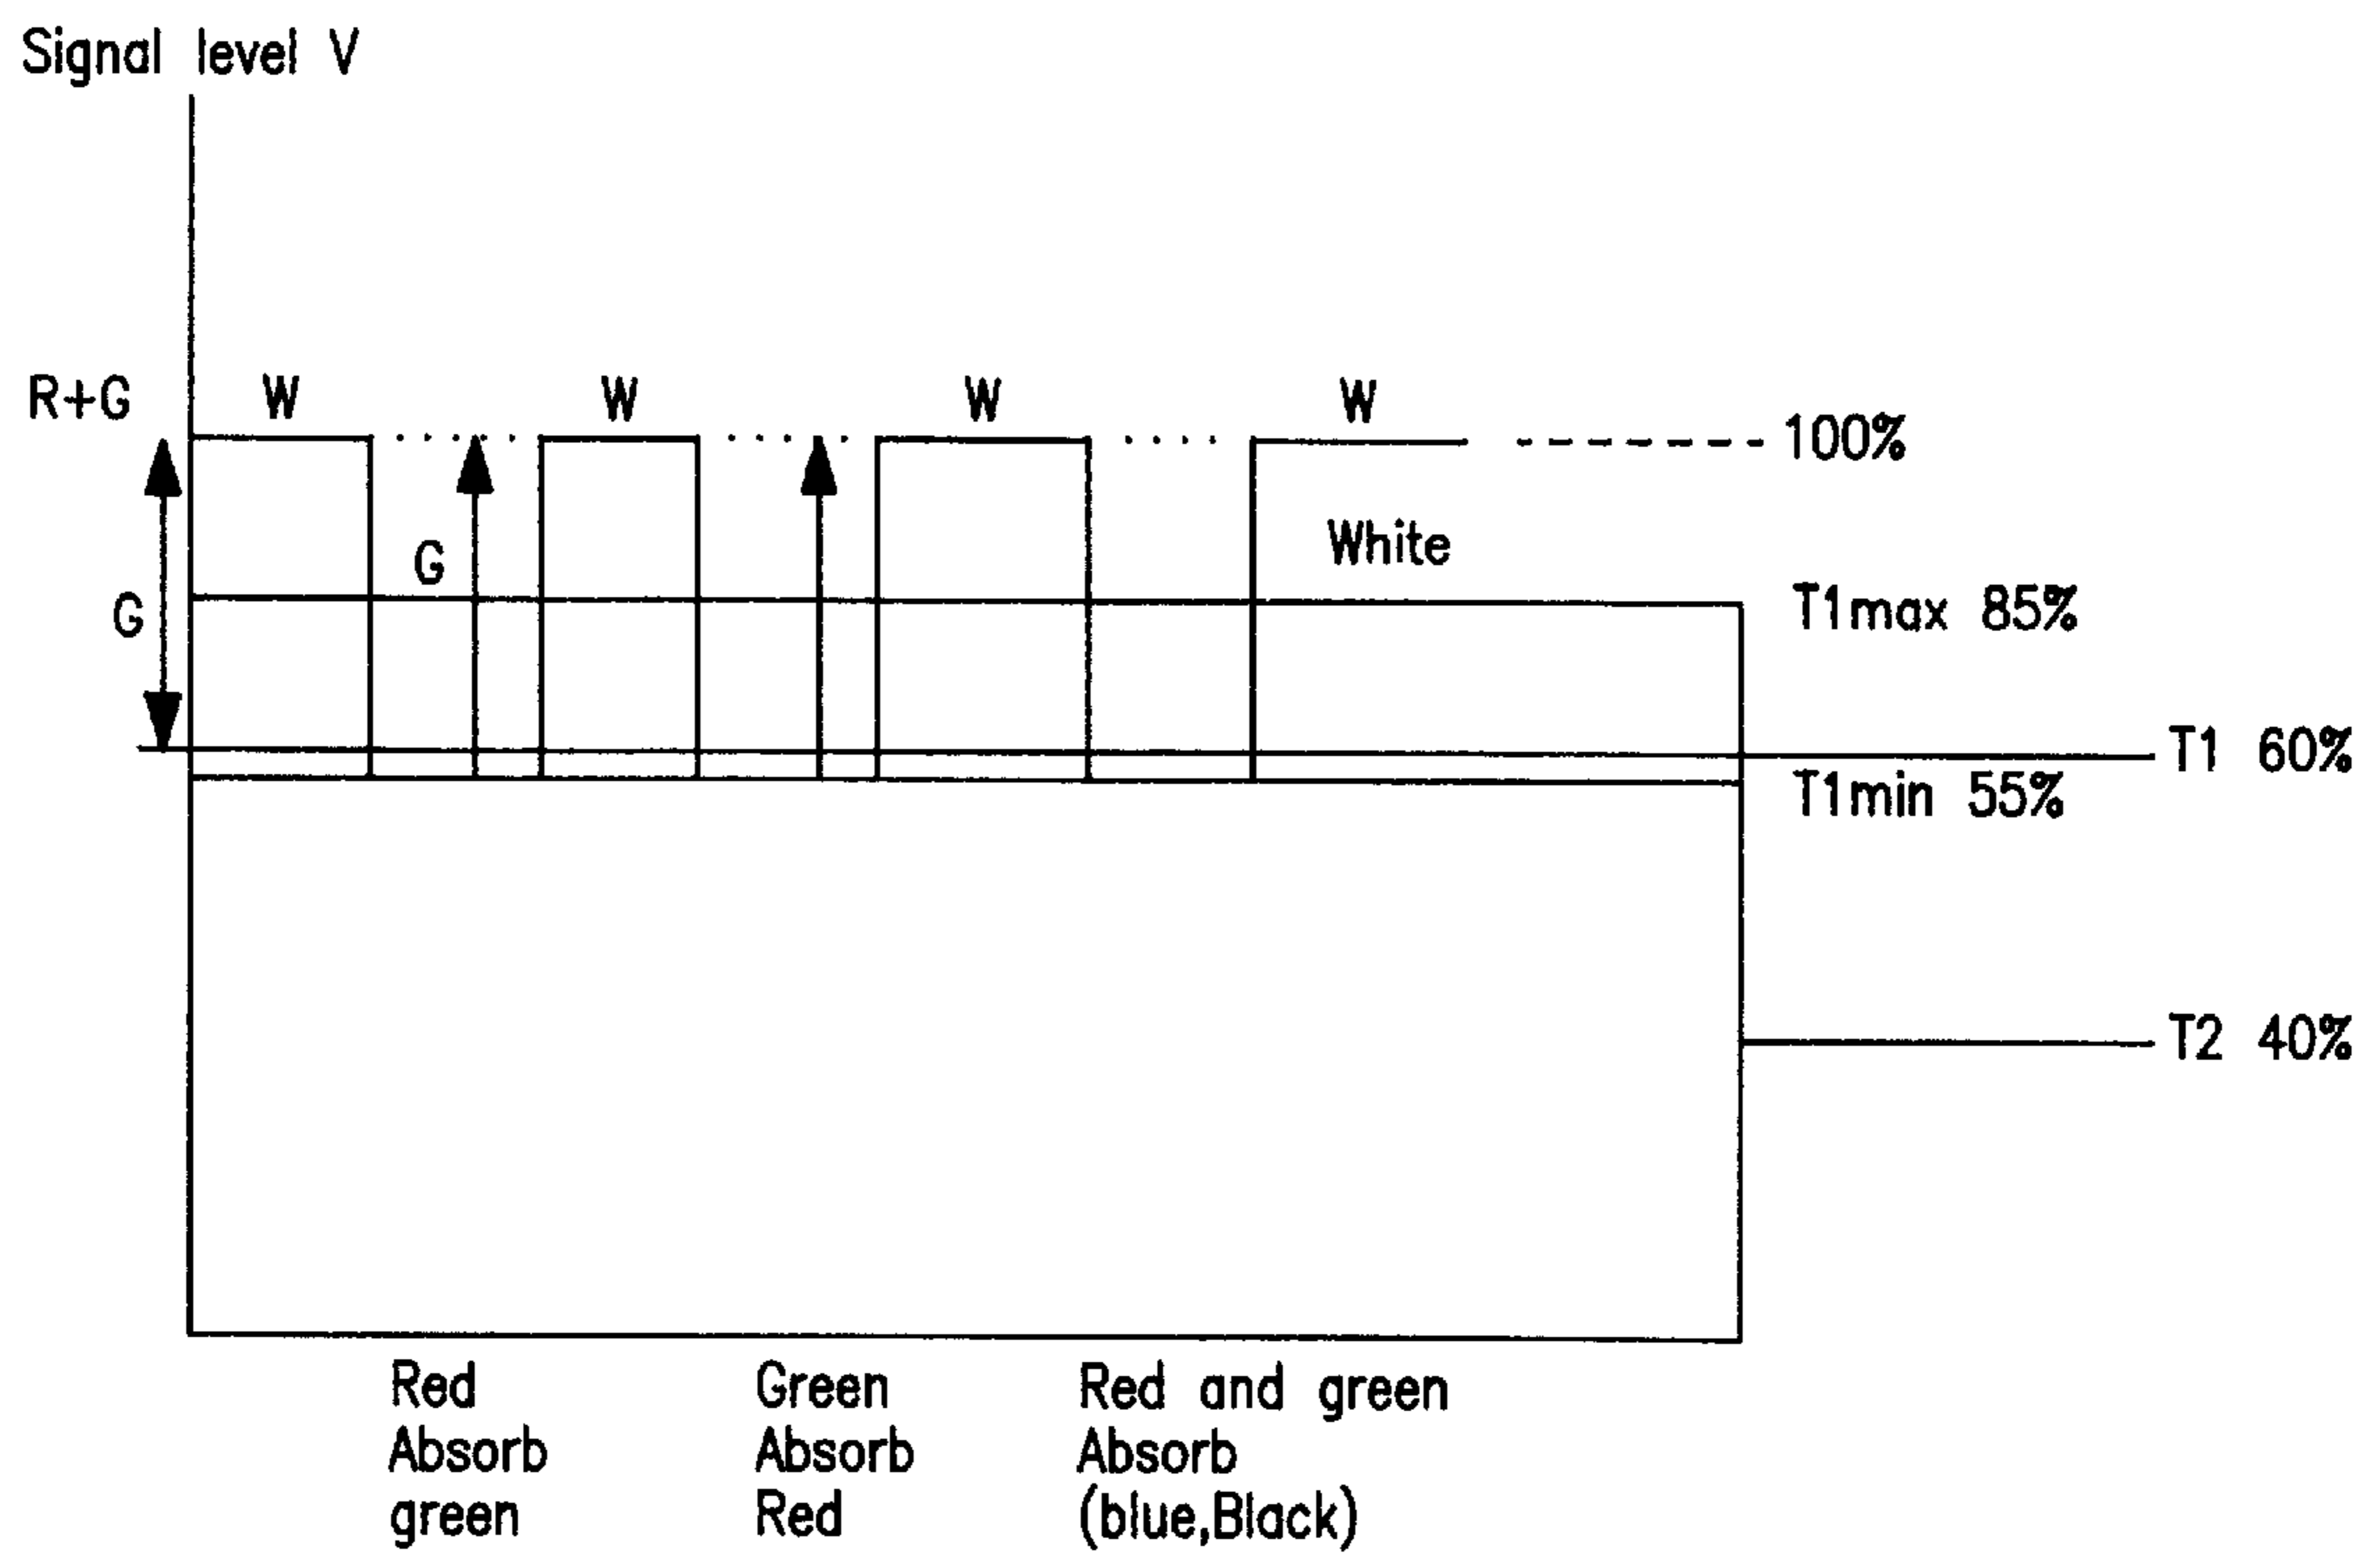 Signal level V
R+G W W W W
100%
White
G
T1max 85%
G
T1 60%
T1min 55%
T2 40%
Red
Absorb
green
Green
Absorb
Red
Red and green
Absorb
(blue,Black)